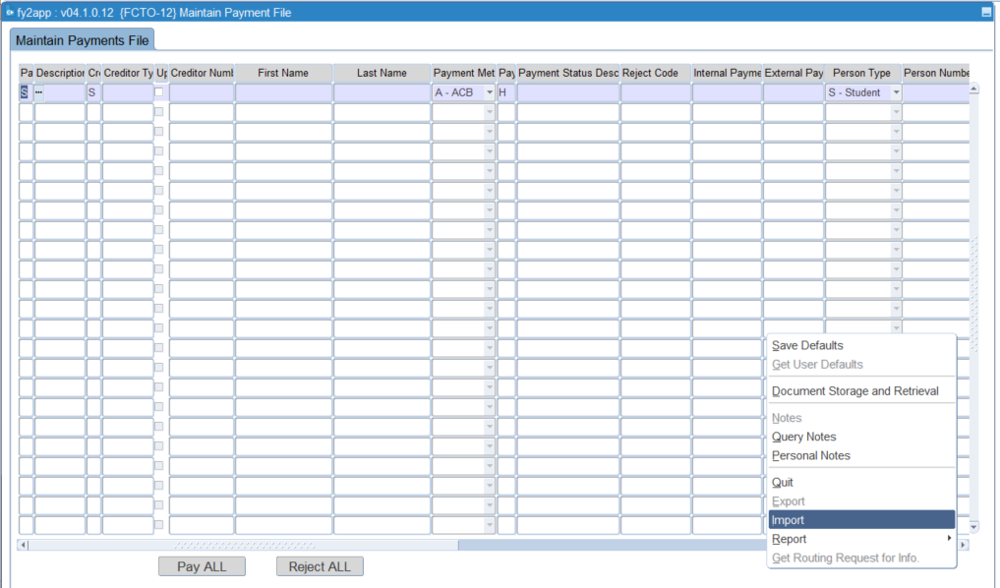 fy2app : v04.1.0.12 {FCTO-12} Maintain Payment File
Maintain Payments File
Pa Description Cre Creditor Ty Up Creditor Numl First Name Last Name Payment Met Pay Payment Status Desc Reject Code Internal Payme External Pay Person Type Person Numbe
S ... S A - ACB H S - Student
Save Defaults
Get User Defaults
Document Storage and Retrieval
Notes
Query Notes
Personal Notes
Quit
Export
Import
Report
Get Routing Request for Info.
Pay ALL Reject ALL